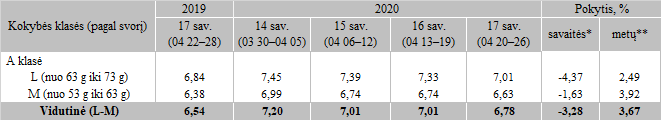 Kokybės klasės (pagal svorį) 2019 2020 Pokytis, %
17 sav. (04 22–28) 14 sav. (03 30–04 05) 15 sav. (04 06–12) 16 sav. (04 13–19) 17 sav. (04 20–26) savaitės* metų**
A klasė
L (nuo 63 g iki 73 g) 6,84 7,45 7,39 7,33 7,01 -4,37 2,49
M (nuo 53 g iki 63 g) 6,38 6,99 6,74 6,74 6,63 -1,63 3,92
Vidutinė (L-M) 6,54 7,20 7,01 7,01 6,78 -3,28 3,67